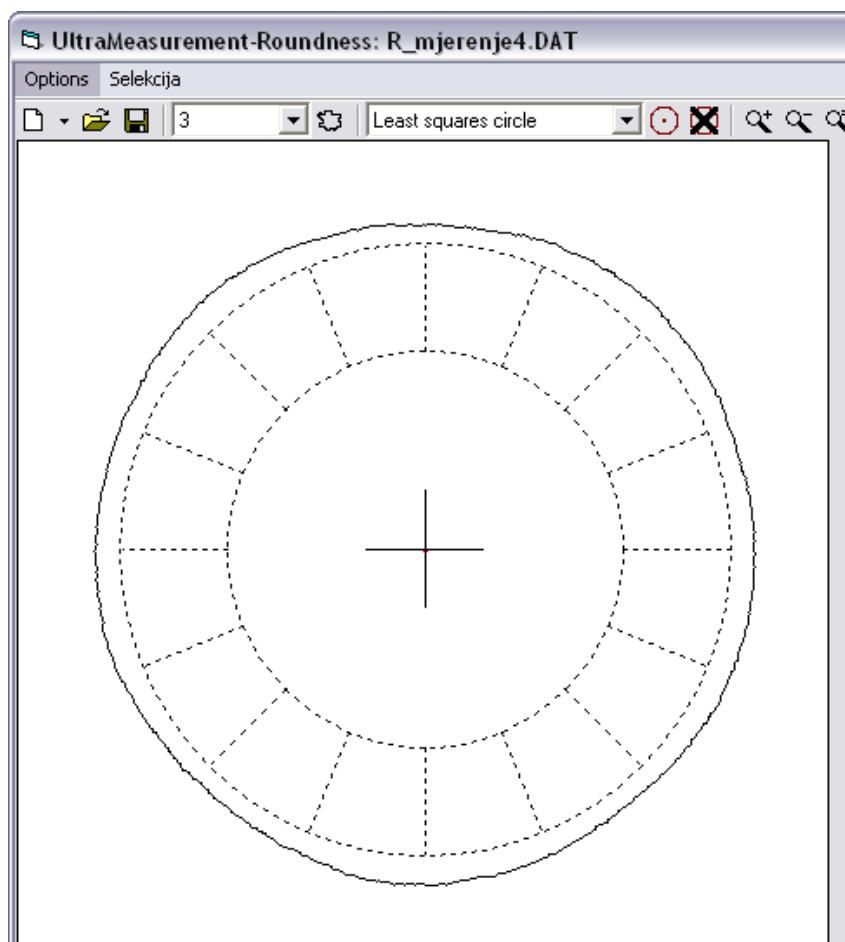 UltraMeasurement-Roundness: R_mjerenje4.DAT
Options Selekcija
3 Least squares circle